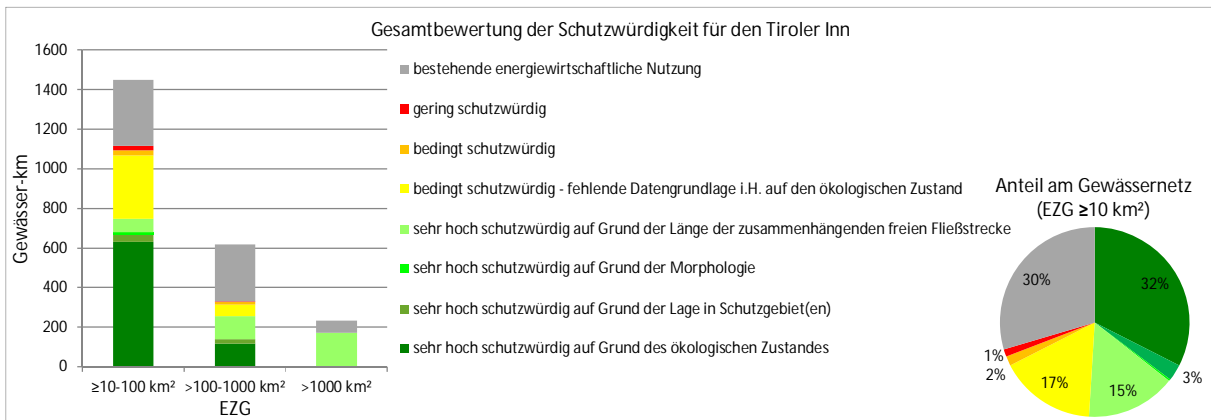 Gesamtbewertung der Schutzwürdigkeit für den Tiroler Inn
1600
1400
1200
1000
800
600
400
200
0
Gewässer-km
≥10-100 km²
>100-1000 km²
>1000 km²
EZG
bestehende energiewirtschaftliche Nutzung
gering schutzwürdig
bedingt schutzwürdig
bedingt schutzwürdig - fehlende Datengrundlage i.H. auf den ökologischen Zustand
sehr hoch schutzwürdig auf Grund der Länge der zusammenhängenden freien Fließstrecke
sehr hoch schutzwürdig auf Grund der Morphologie
sehr hoch schutzwürdig auf Grund der Lage in Schutzgebiet(en)
sehr hoch schutzwürdig auf Grund des ökologischen Zustandes
Anteil am Gewässernetz
(EZG ≥10 km²)
30%
32%
1%
2%
17%
15%
3%